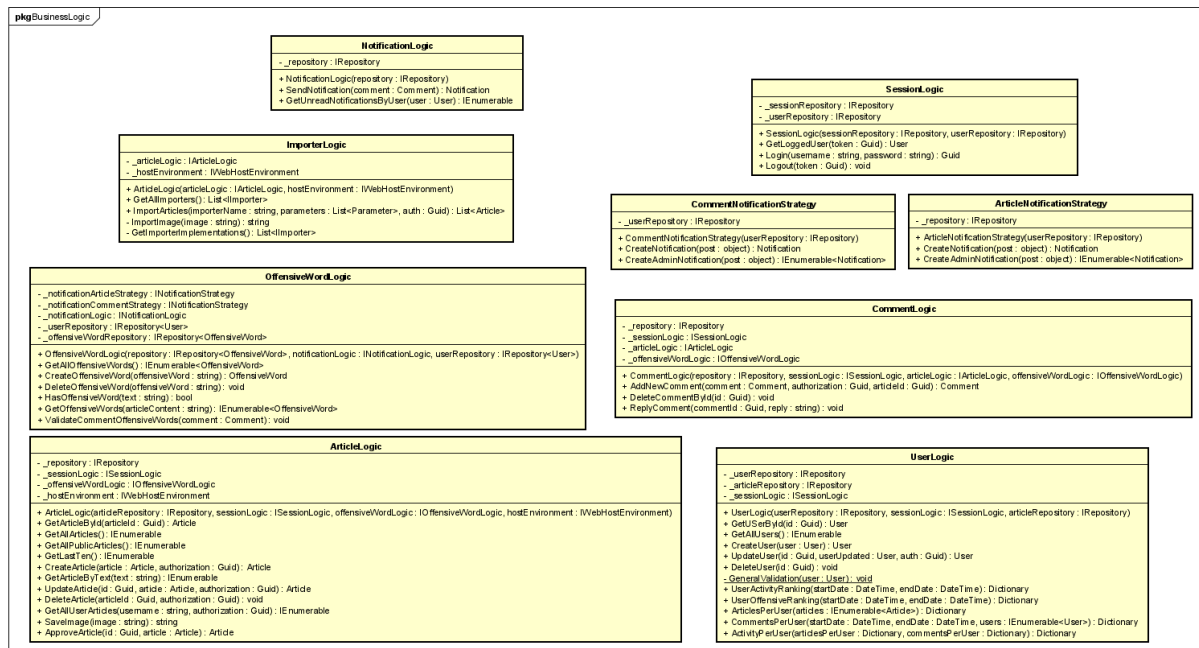 pkg BusinessLogic
NotificationLogic
- _repository : IRepository
+ NotificationLogic(repository : IRepository)
+ SendNotification(comment : Comment) : Notification
+ GetUnreadNotificationsByUser(user : User) : IEnumerable
SessionLogic
- _sessionRepository : IRepository
- _userRepository : IRepository
+ SessionLogic(sessionRepository : IRepository, userRepository : IRepository)
+ GetLoggedUser(token : Guid) : User
+ Login(username : string, password : string) : Guid
+ Logout(token : Guid) : void
ImporterLogic
- _articleLogic : IArticleLogic
- _hostEnvironment : IWebHostEnvironment
+ ArticleLogic(articleLogic : IArticleLogic, hostEnvironment : IWebHostEnvironment)
+ GetAllImporters() : List<IImporter>
+ ImportArticles(importerName : string, parameters : List<Parameter>, auth : Guid) : List<Article>
- ImportImage(image : string) : string
- GetImporterImplementations() : List<IImporter>
CommentNotificationStrategy
- _userRepository : IRepository
+ CommentNotificationStrategy(userRepository : IRepository)
+ CreateNotification(post : object) : Notification
+ CreateAdminNotification(post : object) : IEnumerable<Notification>
ArticleNotificationStrategy
- _repository : IRepository
+ ArticleNotificationStrategy(userRepository : IRepository)
+ CreateNotification(post : object) : Notification
+ CreateAdminNotification(post : object) : IEnumerable<Notification>
OffensiveWordLogic
- _notificationArticleStrategy : INotificationStrategy
- _notificationCommentStrategy : INotificationStrategy
- _notificationLogic : INotificationLogic
- _userRepository : IRepository<User>
- _offensiveWordRepository : IRepository<OffensiveWord>
+ OffensiveWordLogic(repository : IRepository<OffensiveWord>, notificationLogic : INotificationLogic, userRepository : IRepository<User>)
+ GetAllOffensiveWords() : IEnumerable<OffensiveWord>
+ CreateOffensiveWord(offensiveWord : string) : OffensiveWord
+ DeleteOffensiveWord(offensiveWord : string) : void
+ HasOffensiveWord(text : string) : bool
+ GetOffensiveWords(articleContent : string) : IEnumerable<OffensiveWord>
+ ValidateCommentOffensiveWords(comment : Comment) : void
CommentLogic
- _repository : IRepository
- _sessionLogic : ISessionLogic
- _articleLogic : IArticleLogic
- _offensiveWordLogic : IOffensiveWordLogic
+ CommentLogic(repository : IRepository, sessionLogic : ISessionLogic, articleLogic : IArticleLogic, offensiveWordLogic : IOffensiveWordLogic)
+ AddNewComment(comment : Comment, authorization : Guid, articleId : Guid) : Comment
+ DeleteCommentById(id : Guid) : void
+ ReplyComment(commentId : Guid, reply : string) : void
ArticleLogic
- _repository : IRepository
- _sessionLogic : ISessionLogic
- _offensiveWordLogic : IOffensiveWordLogic
- _hostEnvironment : IWebHostEnvironment
+ ArticleLogic(articleRepository : IRepository, sessionLogic : ISessionLogic, offensiveWordLogic : IOffensiveWordLogic, hostEnvironment : IWebHostEnvironment)
+ GetArticleById(articleId : Guid) : Article
+ GetAllArticles() : IEnumerable
+ GetAllPublicArticles() : IEnumerable
+ GetLastTen() : IEnumerable
+ CreateArticle(article : Article, authorization : Guid) : Article
+ GetArticleByText(text : string) : IEnumerable
+ UpdateArticle(id : Guid, article : Article, authorization : Guid) : Article
+ DeleteArticle(articleId : Guid, authorization : Guid) : void
+ GetAllUserArticles(username : string, authorization : Guid) : IEnumerable
+ SaveImage(image : string) : string
+ ApproveArticle(id : Guid, article : Article) : Article
UserLogic
- _userRepository : IRepository
- _articleRepository : IRepository
- _sessionLogic : ISessionLogic
+ UserLogic(userRepository : IRepository, sessionLogic : ISessionLogic, articleRepository : IRepository)
+ GetUSerById(id : Guid) : User
+ GetAllUsers() : IEnumerable
+ CreateUser(user : User) : User
+ UpdateUser(id : Guid, userUpdated : User, auth : Guid) : User
+ DeleteUser(id : Guid) : void
- GeneralValidation(user : User) : void
+ UserActivityRanking(startDate : DateTime, endDate : DateTime) : Dictionary
+ UserOffensiveRanking(startDate : DateTime, endDate : DateTime) : Dictionary
+ ArticlesPerUser(articles : IEnumerable<Article>) : Dictionary
+ CommentsPerUser(startDate : DateTime, endDate : DateTime, users : IEnumerable<User>) : Dictionary
+ ActivityPerUser(articlesPerUser : Dictionary, commentsPerUser : Dictionary) : Dictionary